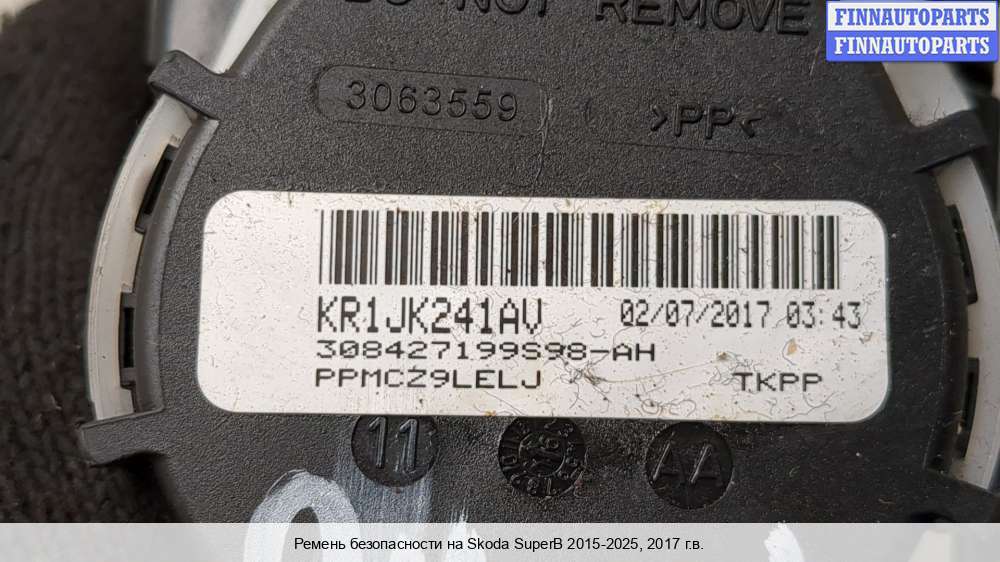 DO NOT REMOVE
FINNAUTOPARTS
FINNAUTOPARTS
3063559
>PP<
KR1JK241AV
02/07/2017 03:43
308427199S98-AH
PPMCZ9LELJ
TKPP
11
AA
Ремень безопасности на Skoda SuperB 2015-2025, 2017 г.в.